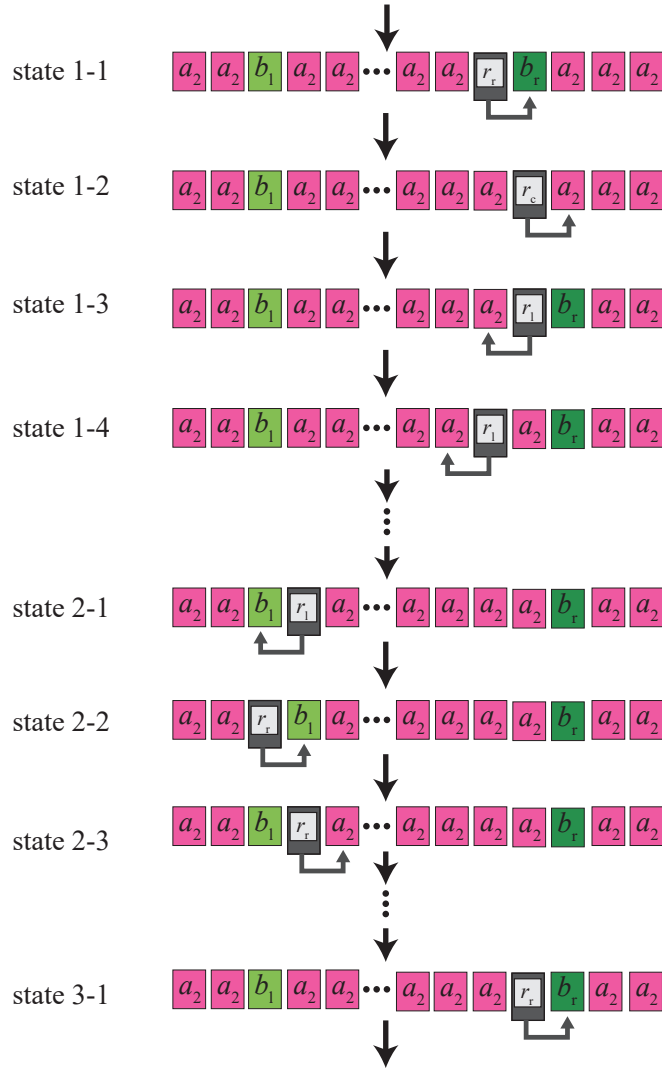 state 1-1 a₂ a₂ b₁ a₂ a₂ ••• a₂ a₂ rᵣ bᵣ a₂ a₂ a₂
state 1-2 a₂ a₂ b₁ a₂ a₂ ••• a₂ a₂ a₂ r꜀ a₂ a₂ a₂
state 1-3 a₂ a₂ b₁ a₂ a₂ ••• a₂ a₂ a₂ r₁ bᵣ a₂ a₂
state 1-4 a₂ a₂ b₁ a₂ a₂ ••• a₂ a₂ r₁ a₂ bᵣ a₂ a₂
state 2-1 a₂ a₂ b₁ r₁ a₂ ••• a₂ a₂ a₂ a₂ bᵣ a₂ a₂
state 2-2 a₂ a₂ rᵣ b₁ a₂ ••• a₂ a₂ a₂ a₂ bᵣ a₂ a₂
state 2-3 a₂ a₂ b₁ rᵣ a₂ ••• a₂ a₂ a₂ a₂ bᵣ a₂ a₂
state 3-1 a₂ a₂ b₁ a₂ a₂ ••• a₂ a₂ a₂ rᵣ bᵣ a₂ a₂